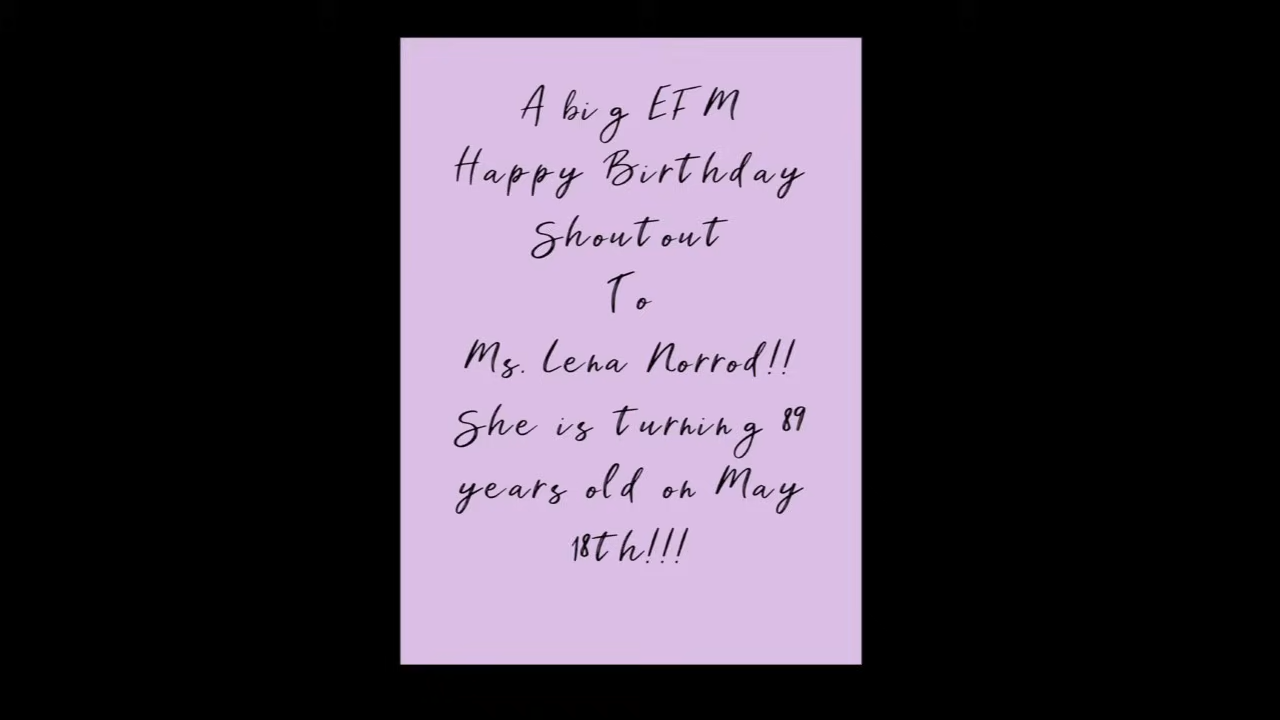 A big EFM
Happy Birthday
Shoutout
To
Ms. Lena Norrod!!
She is turning 89
years old on May
18th!!!